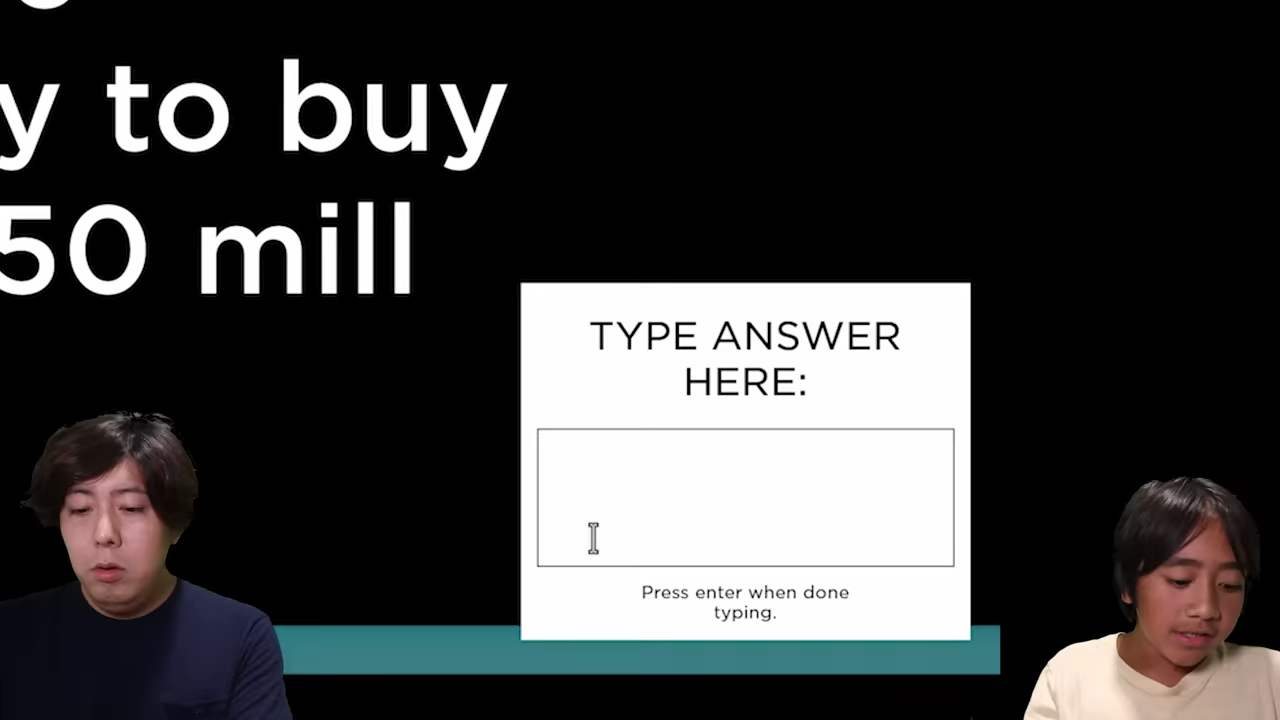 y to buy
50 mill
TYPE ANSWER
HERE:
Press enter when done
typing.